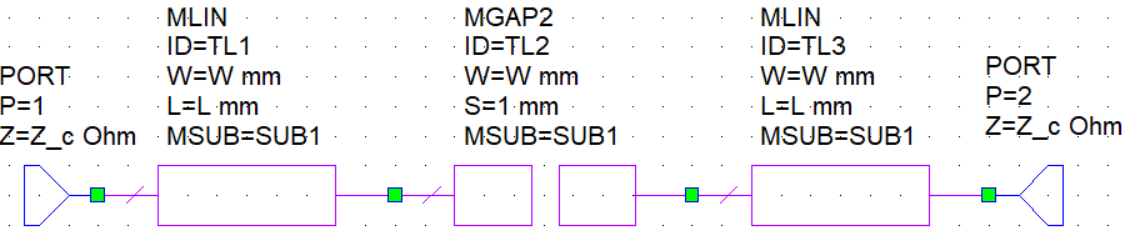 PORT
P=1
Z=Z_c Ohm
MLIN
ID=TL1
W=W mm
L=L mm
MSUB=SUB1
MGAP2
ID=TL2
W=W mm
S=1 mm
MSUB=SUB1
MLIN
ID=TL3
W=W mm
L=L mm
MSUB=SUB1
PORT
P=2
Z=Z_c Ohm